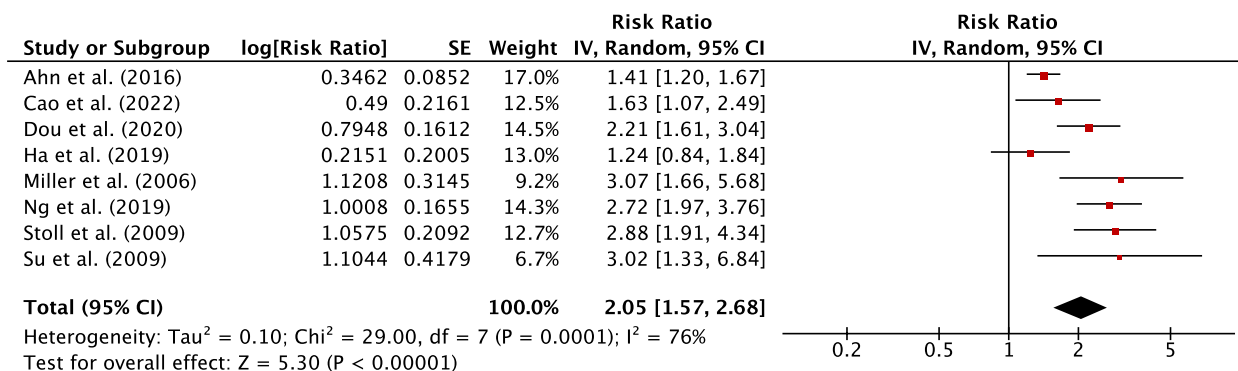 Risk Ratio Risk Ratio
Study or Subgroup log[Risk Ratio] SE Weight IV, Random, 95% CI IV, Random, 95% CI
Ahn et al. (2016) 0.3462 0.0852 17.0% 1.41 [1.20, 1.67]
Cao et al. (2022) 0.49 0.2161 12.5% 1.63 [1.07, 2.49]
Dou et al. (2020) 0.7948 0.1612 14.5% 2.21 [1.61, 3.04]
Ha et al. (2019) 0.2151 0.2005 13.0% 1.24 [0.84, 1.84]
Miller et al. (2006) 1.1208 0.3145 9.2% 3.07 [1.66, 5.68]
Ng et al. (2019) 1.0008 0.1655 14.3% 2.72 [1.97, 3.76]
Stoll et al. (2009) 1.0575 0.2092 12.7% 2.88 [1.91, 4.34]
Su et al. (2009) 1.1044 0.4179 6.7% 3.02 [1.33, 6.84]
Total (95% CI) 100.0% 2.05 [1.57, 2.68]
Heterogeneity: Tau² = 0.10; Chi² = 29.00, df = 7 (P = 0.0001); I² = 76%
Test for overall effect: Z = 5.30 (P < 0.00001)
0.2 0.5 1 2 5